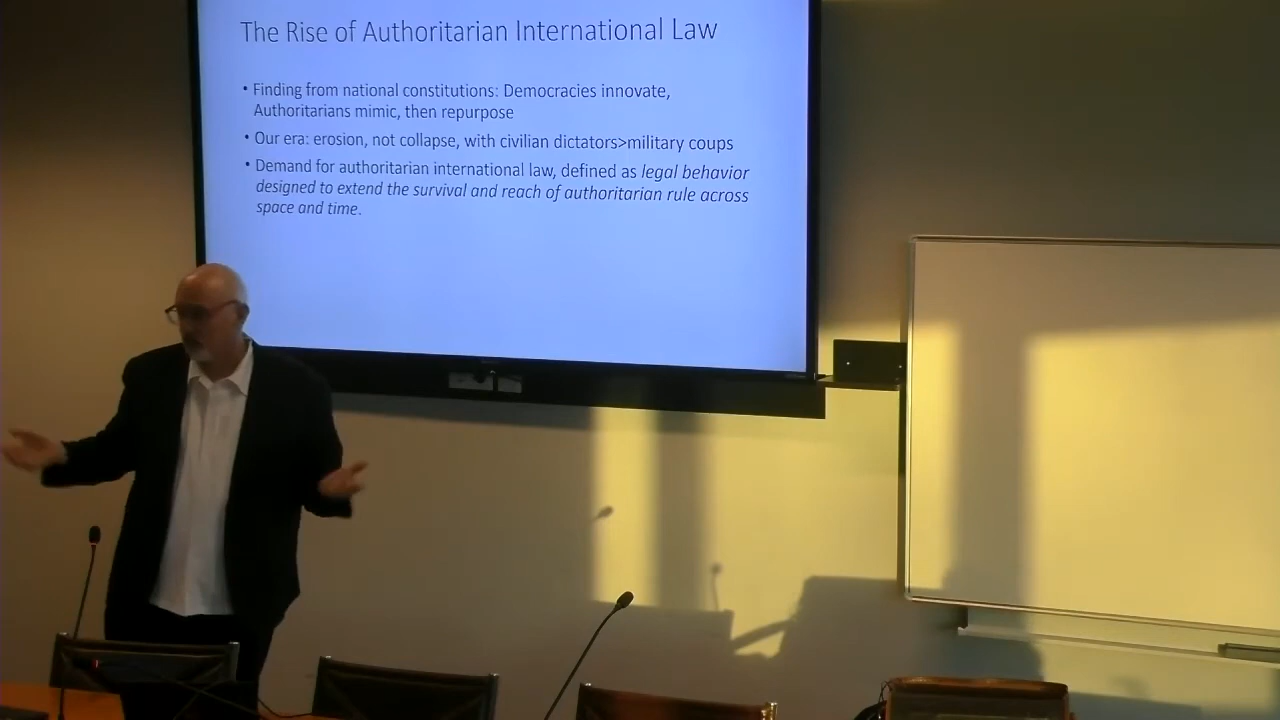 The Rise of Authoritarian International Law
• Finding from national constitutions: Democracies innovate,
Authoritarians mimic, then repurpose
• Our era: erosion, not collapse, with civilian dictators>military coups
• Demand for authoritarian international law, defined as legal behavior
designed to extend the survival and reach of authoritarian rule across
space and time.